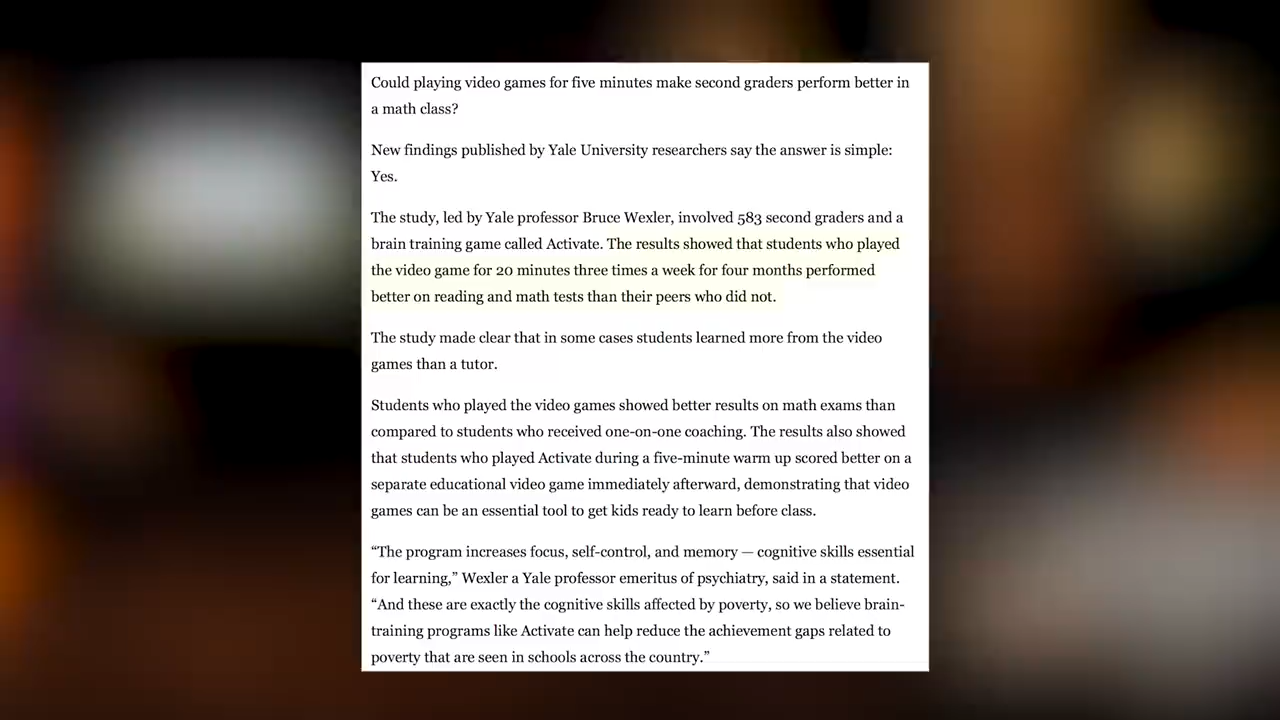 Could playing video games for five minutes make second graders perform better in
a math class?
New findings published by Yale University researchers say the answer is simple:
Yes.
The study, led by Yale professor Bruce Wexler, involved 583 second graders and a
brain training game called Activate. The results showed that students who played
the video game for 20 minutes three times a week for four months performed
better on reading and math tests than their peers who did not.
The study made clear that in some cases students learned more from the video
games than a tutor.
Students who played the video games showed better results on math exams than
compared to students who received one-on-one coaching. The results also showed
that students who played Activate during a five-minute warm up scored better on a
separate educational video game immediately afterward, demonstrating that video
games can be an essential tool to get kids ready to learn before class.
“The program increases focus, self-control, and memory — cognitive skills essential
for learning,” Wexler a Yale professor emeritus of psychiatry, said in a statement.
“And these are exactly the cognitive skills affected by poverty, so we believe brain-
training programs like Activate can help reduce the achievement gaps related to
poverty that are seen in schools across the country.”